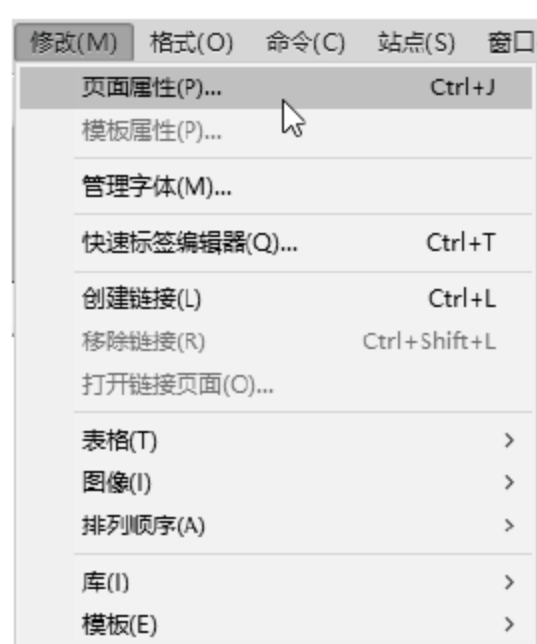 修改(M) 格式(O) 命令(C) 站点(S) 窗口
页面属性(P)... Ctrl+J
模板属性(P)...
管理字体(M)...
快速标签编辑器(Q)... Ctrl+T
创建链接(L) Ctrl+L
移除链接(R) Ctrl+Shift+L
打开链接页面(O)...
表格(T)
图像(I)
排列顺序(A)
库(I)
模板(E)